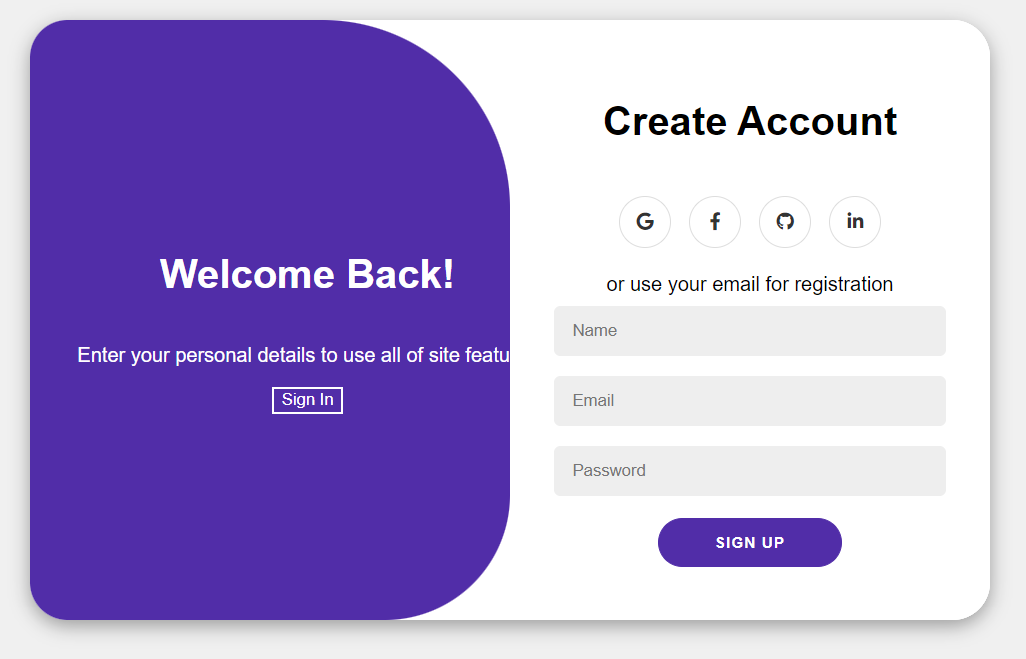 Welcome Back!
Enter your personal details to use all of site featu
Sign In
Create Account
G
f
in
or use your email for registration
Name
Email
Password
SIGN UP